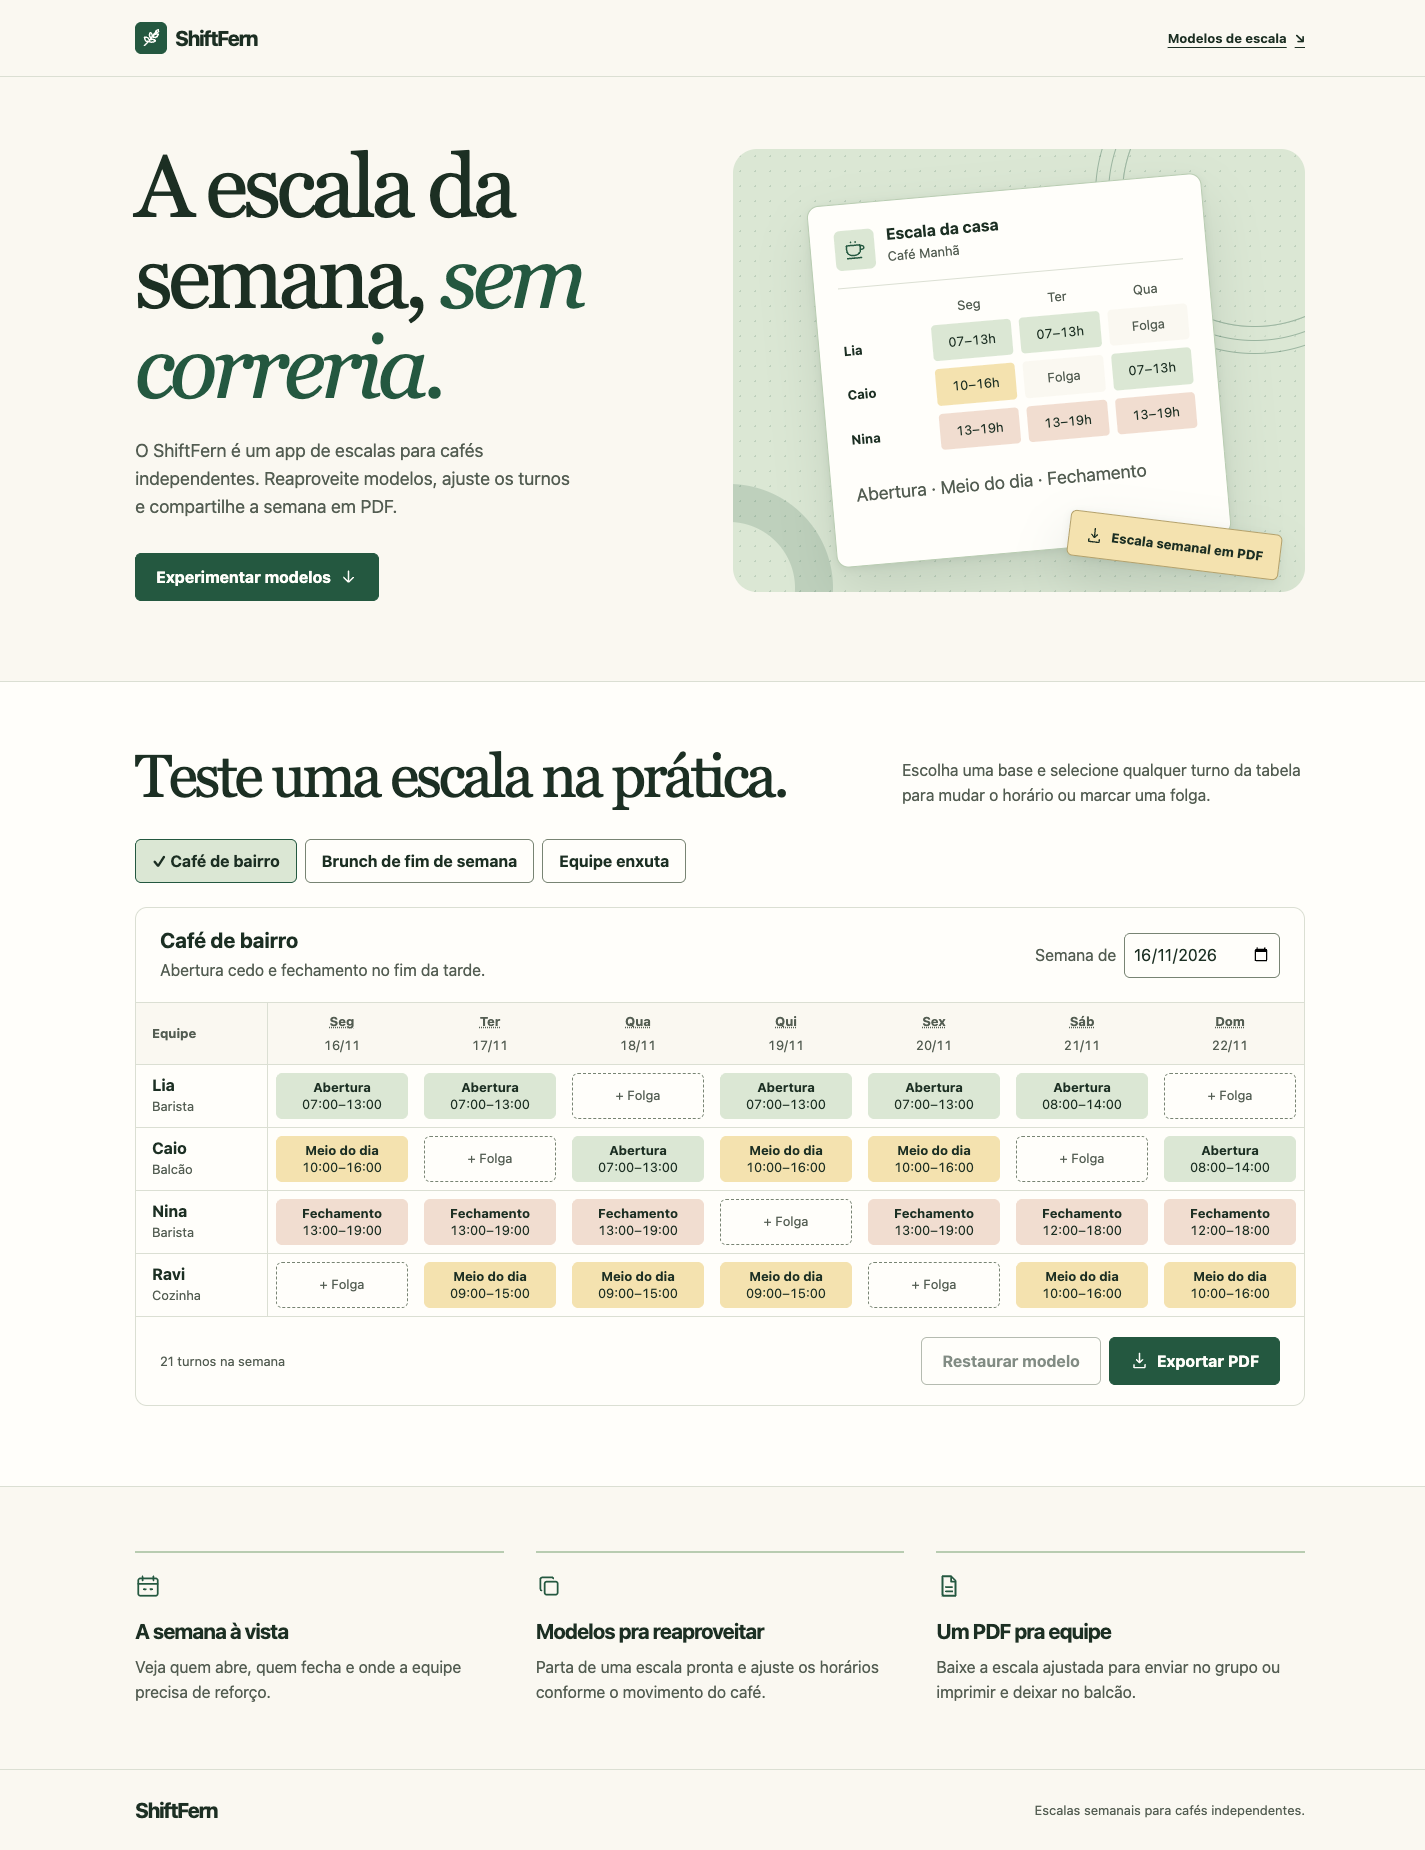 ShiftFern
Modelos de escala ↘
A escala da
semana, sem
correria.
O ShiftFern é um app de escalas para cafés
independentes. Reaproveite modelos, ajuste os turnos
e compartilhe a semana em PDF.
Experimentar modelos ↓
Escala da casa
Café Manhã
Seg Ter Qua
Lia 07–13h 07–13h Folga
Caio 10–16h Folga 07–13h
Nina 13–19h 13–19h 13–19h
Abertura · Meio do dia · Fechamento
Escala semanal em PDF
Teste uma escala na prática.
Escolha uma base e selecione qualquer turno da tabela
para mudar o horário ou marcar uma folga.
✓ Café de bairro
Brunch de fim de semana
Equipe enxuta
Café de bairro
Abertura cedo e fechamento no fim da tarde.
Semana de 16/11/2026
Equipe Seg Ter Qua Qui Sex Sáb Dom
16/11 17/11 18/11 19/11 20/11 21/11 22/11
Lia Abertura Abertura + Folga Abertura Abertura Abertura + Folga
Barista 07:00–13:00 07:00–13:00 07:00–13:00 07:00–13:00 08:00–14:00
Caio Meio do dia + Folga Abertura Meio do dia Meio do dia + Folga Abertura
Balcão 10:00–16:00 07:00–13:00 10:00–16:00 10:00–16:00 08:00–14:00
Nina Fechamento Fechamento Fechamento + Folga Fechamento Fechamento Fechamento
Barista 13:00–19:00 13:00–19:00 13:00–19:00 13:00–19:00 12:00–18:00 12:00–18:00
Ravi + Folga Meio do dia Meio do dia Meio do dia + Folga Meio do dia Meio do dia
Cozinha 09:00–15:00 09:00–15:00 09:00–15:00 10:00–16:00 10:00–16:00
21 turnos na semana
Restaurar modelo
Exportar PDF
A semana à vista
Veja quem abre, quem fecha e onde a equipe
precisa de reforço.
Modelos pra reaproveitar
Parta de uma escala pronta e ajuste os horários
conforme o movimento do café.
Um PDF pra equipe
Baixe a escala ajustada para enviar no grupo ou
imprimir e deixar no balcão.
ShiftFern
Escalas semanais para cafés independentes.